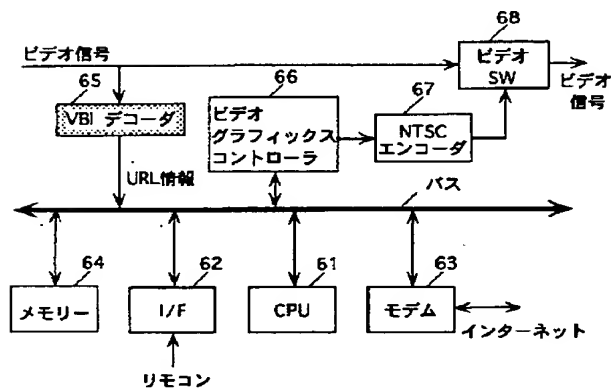 ビデオ信号
65
VBI デコーダ
URL情報
66
ビデオ
グラフィックス
コントローラ
67
NTSC
エンコーダ
68
ビデオ
SW
ビデオ
信号
バス
64
メモリー
62
I/F
リモコン
61
CPU
63
モデム
インターネット